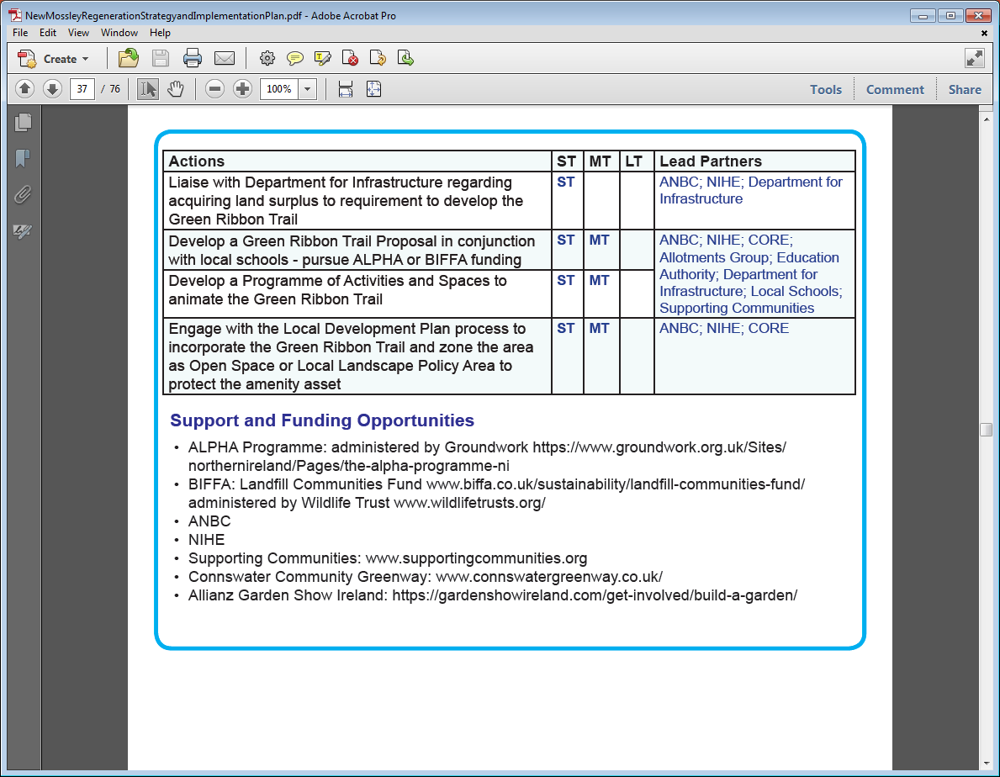 NewMossleyRegenerationStrategyandImplementationPlan.pdf - Adobe Acrobat Pro
File Edit View Window Help
Create
37 / 76 100% Tools Comment Share
Actions ST MT LT Lead Partners
Liaise with Department for Infrastructure regarding
acquiring land surplus to requirement to develop the
Green Ribbon Trail
ST
ANBC; NIHE; Department for
Infrastructure
Develop a Green Ribbon Trail Proposal in conjunction
with local schools - pursue ALPHA or BIFFA funding
ST MT
ANBC; NIHE; CORE;
Allotments Group; Education
Authority; Department for
Infrastructure; Local Schools;
Supporting Communities
Develop a Programme of Activities and Spaces to
animate the Green Ribbon Trail
ST MT
Engage with the Local Development Plan process to
incorporate the Green Ribbon Trail and zone the area
as Open Space or Local Landscape Policy Area to
protect the amenity asset
ST MT
ANBC; NIHE; CORE
Support and Funding Opportunities
• ALPHA Programme: administered by Groundwork https://www.groundwork.org.uk/Sites/
northernireland/Pages/the-alpha-programme-ni
• BIFFA: Landfill Communities Fund www.biffa.co.uk/sustainability/landfill-communities-fund/
administered by Wildlife Trust www.wildlifetrusts.org/
• ANBC
• NIHE
• Supporting Communities: www.supportingcommunities.org
• Connswater Community Greenway: www.connswatergreenway.co.uk/
• Allianz Garden Show Ireland: https://gardenshowireland.com/get-involved/build-a-garden/